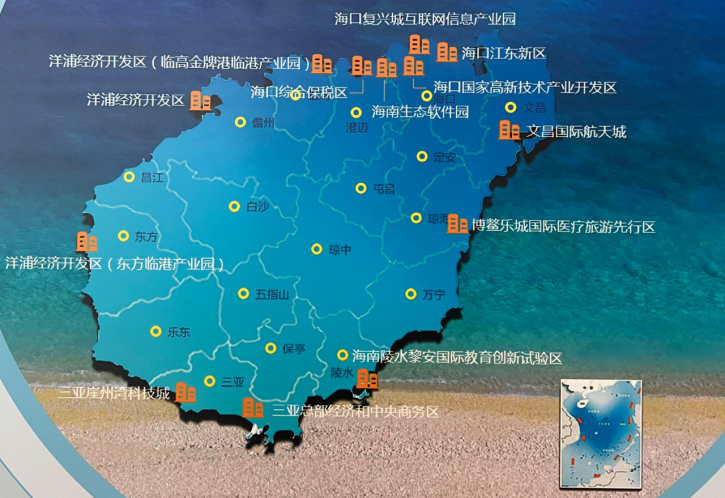 海口复兴城互联网信息产业园
海口江东新区
洋浦经济开发区（临高金牌港临港产业园）
海口国家高新技术产业开发区
海口综合保税区
洋浦经济开发区
海南生态软件园
文昌
儋州
澄迈
文昌国际航天城
定安
昌江
屯昌
白沙
琼海
博鳌乐城国际医疗旅游先行区
东方
琼中
洋浦经济开发区（东方临港产业园）
五指山
万宁
乐东
保亭
海南陵水黎安国际教育创新试验区
陵水
三亚
三亚崖州湾科技城
三亚总部经济和中央商务区